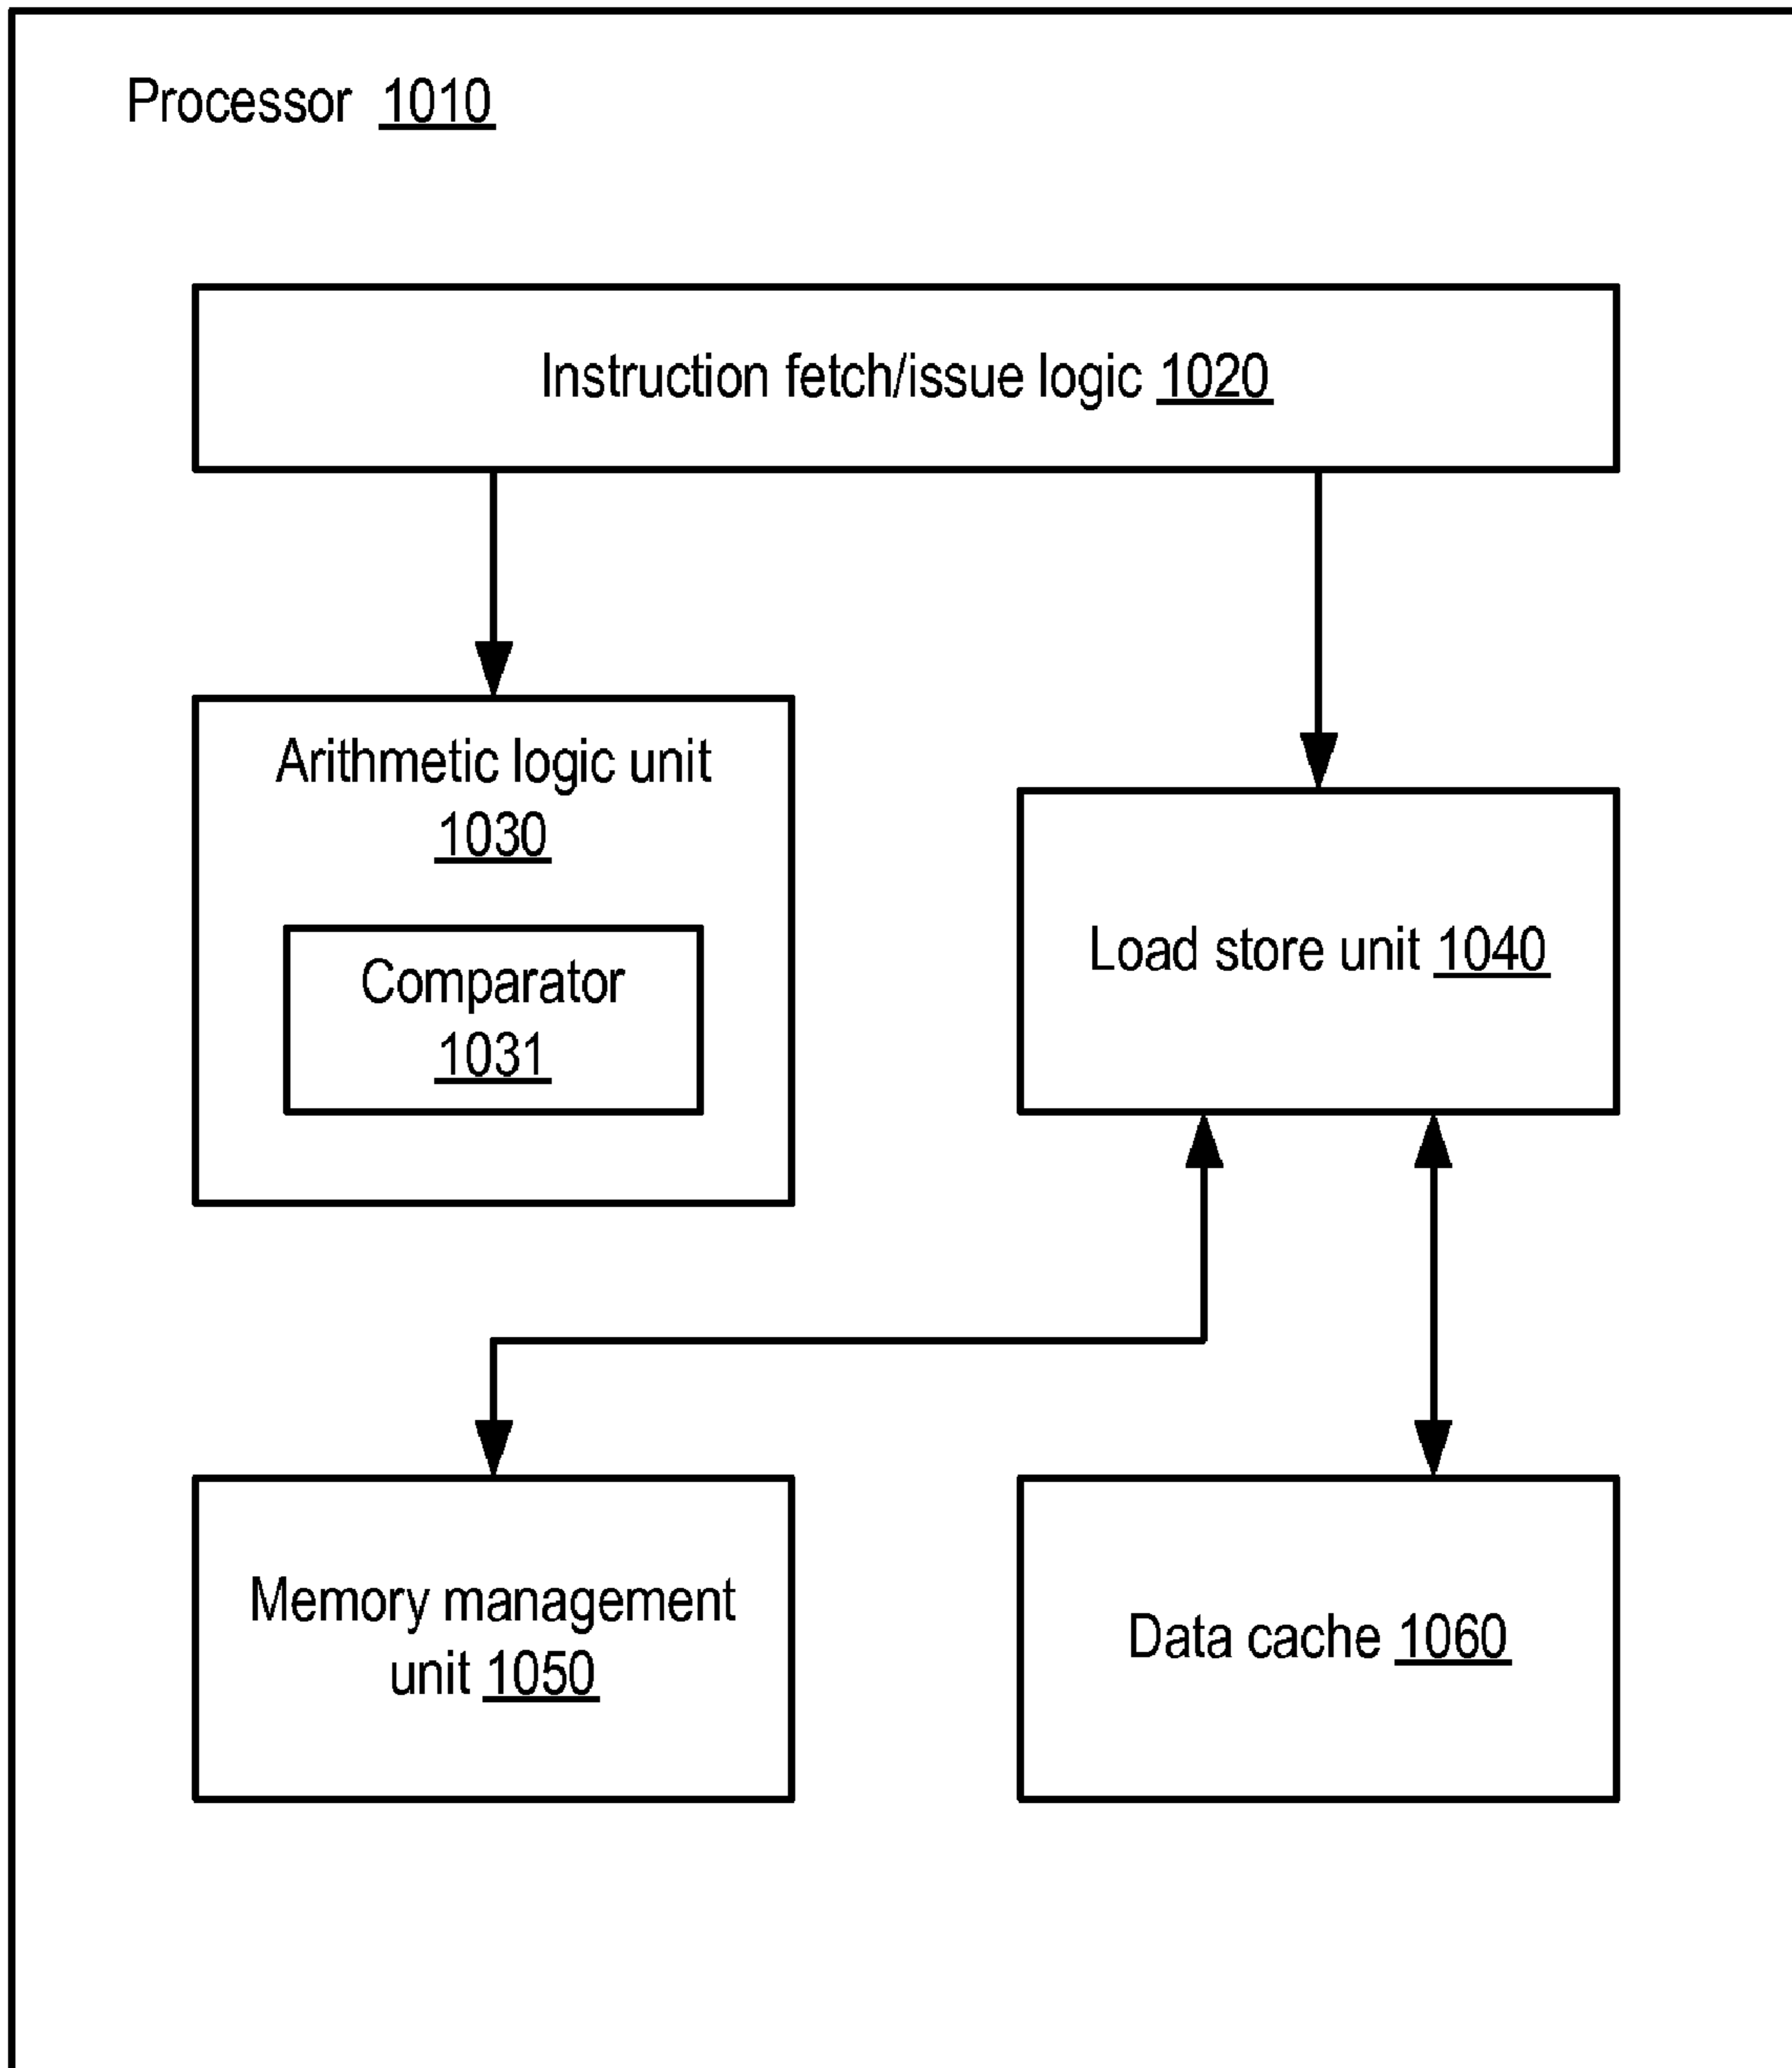 Processor 1010
Instruction fetch/issue logic 1020
Arithmetic logic unit
1030
Comparator
1031
Load store unit 1040
Memory management
unit 1050
Data cache 1060